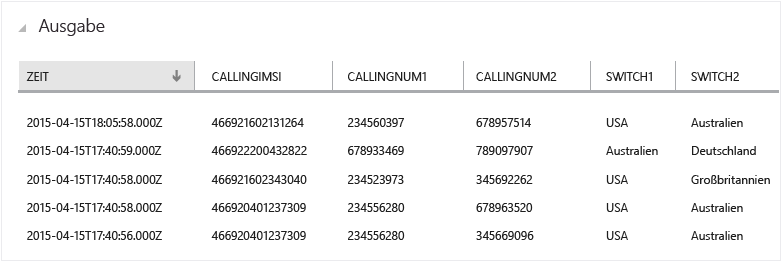 Ausgabe
ZEIT CALLINGIMSI CALLINGNUM1 CALLINGNUM2 SWITCH1 SWITCH2
2015-04-15T18:05:58.000Z 466921602131264 234560397 678957514 USA Australien
2015-04-15T17:40:59.000Z 466922200432822 678933469 789097907 Australien Deutschland
2015-04-15T17:40:58.000Z 466921602343040 234523973 345692262 USA Großbritannien
2015-04-15T17:40:58.000Z 466920401237309 234556280 678963520 USA Australien
2015-04-15T17:40:56.000Z 466920401237309 234556280 345669096 USA Australien